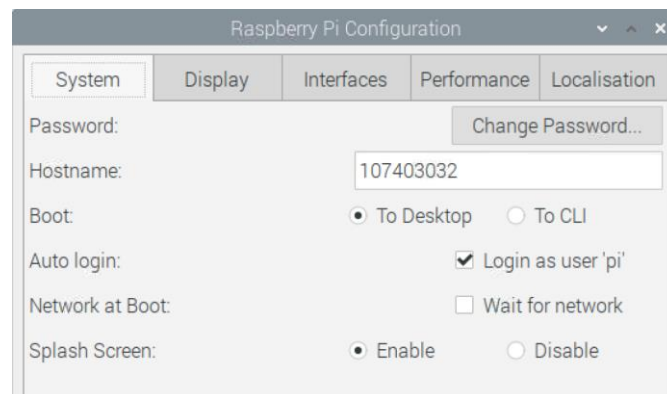 Raspberry Pi Configuration
System Display Interfaces Performance Localisation
Password: Change Password...
Hostname: 107403032
Boot: To Desktop To CLI
Auto login: Login as user 'pi'
Network at Boot: Wait for network
Splash Screen: Enable Disable